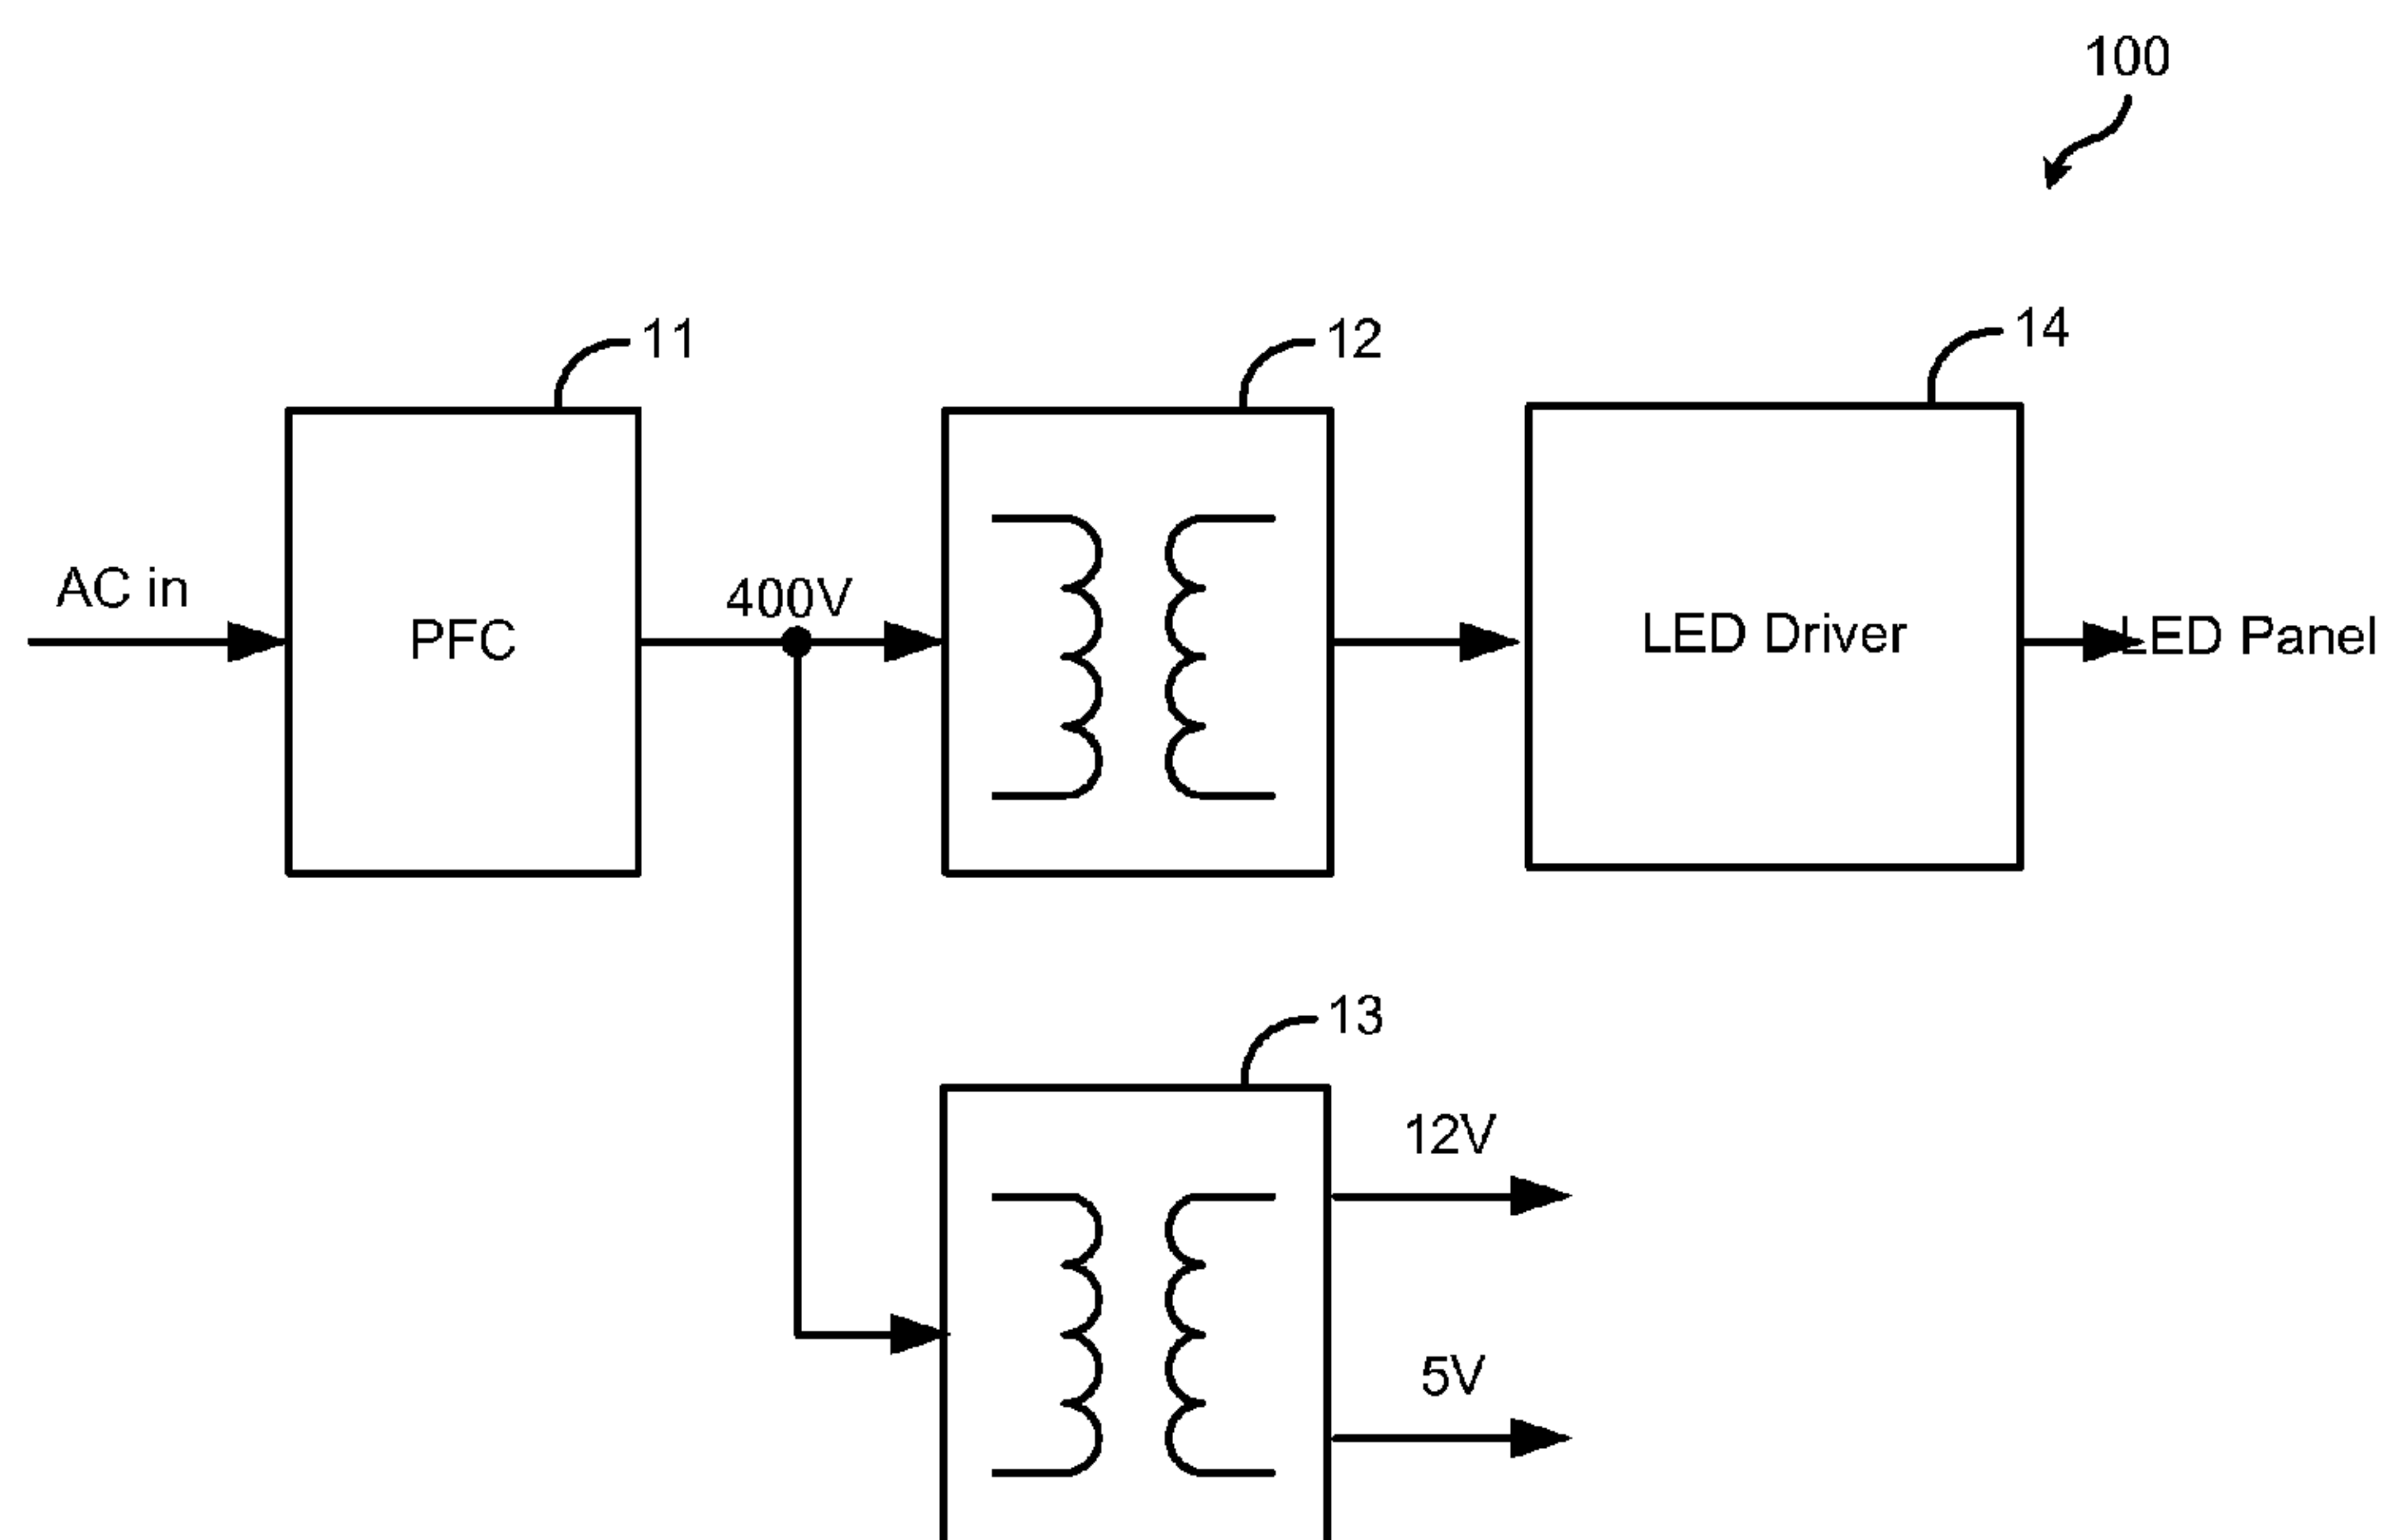 100
11
12
14
AC in
PFC
400V
LED Driver
LED Panel
13
12V
5V